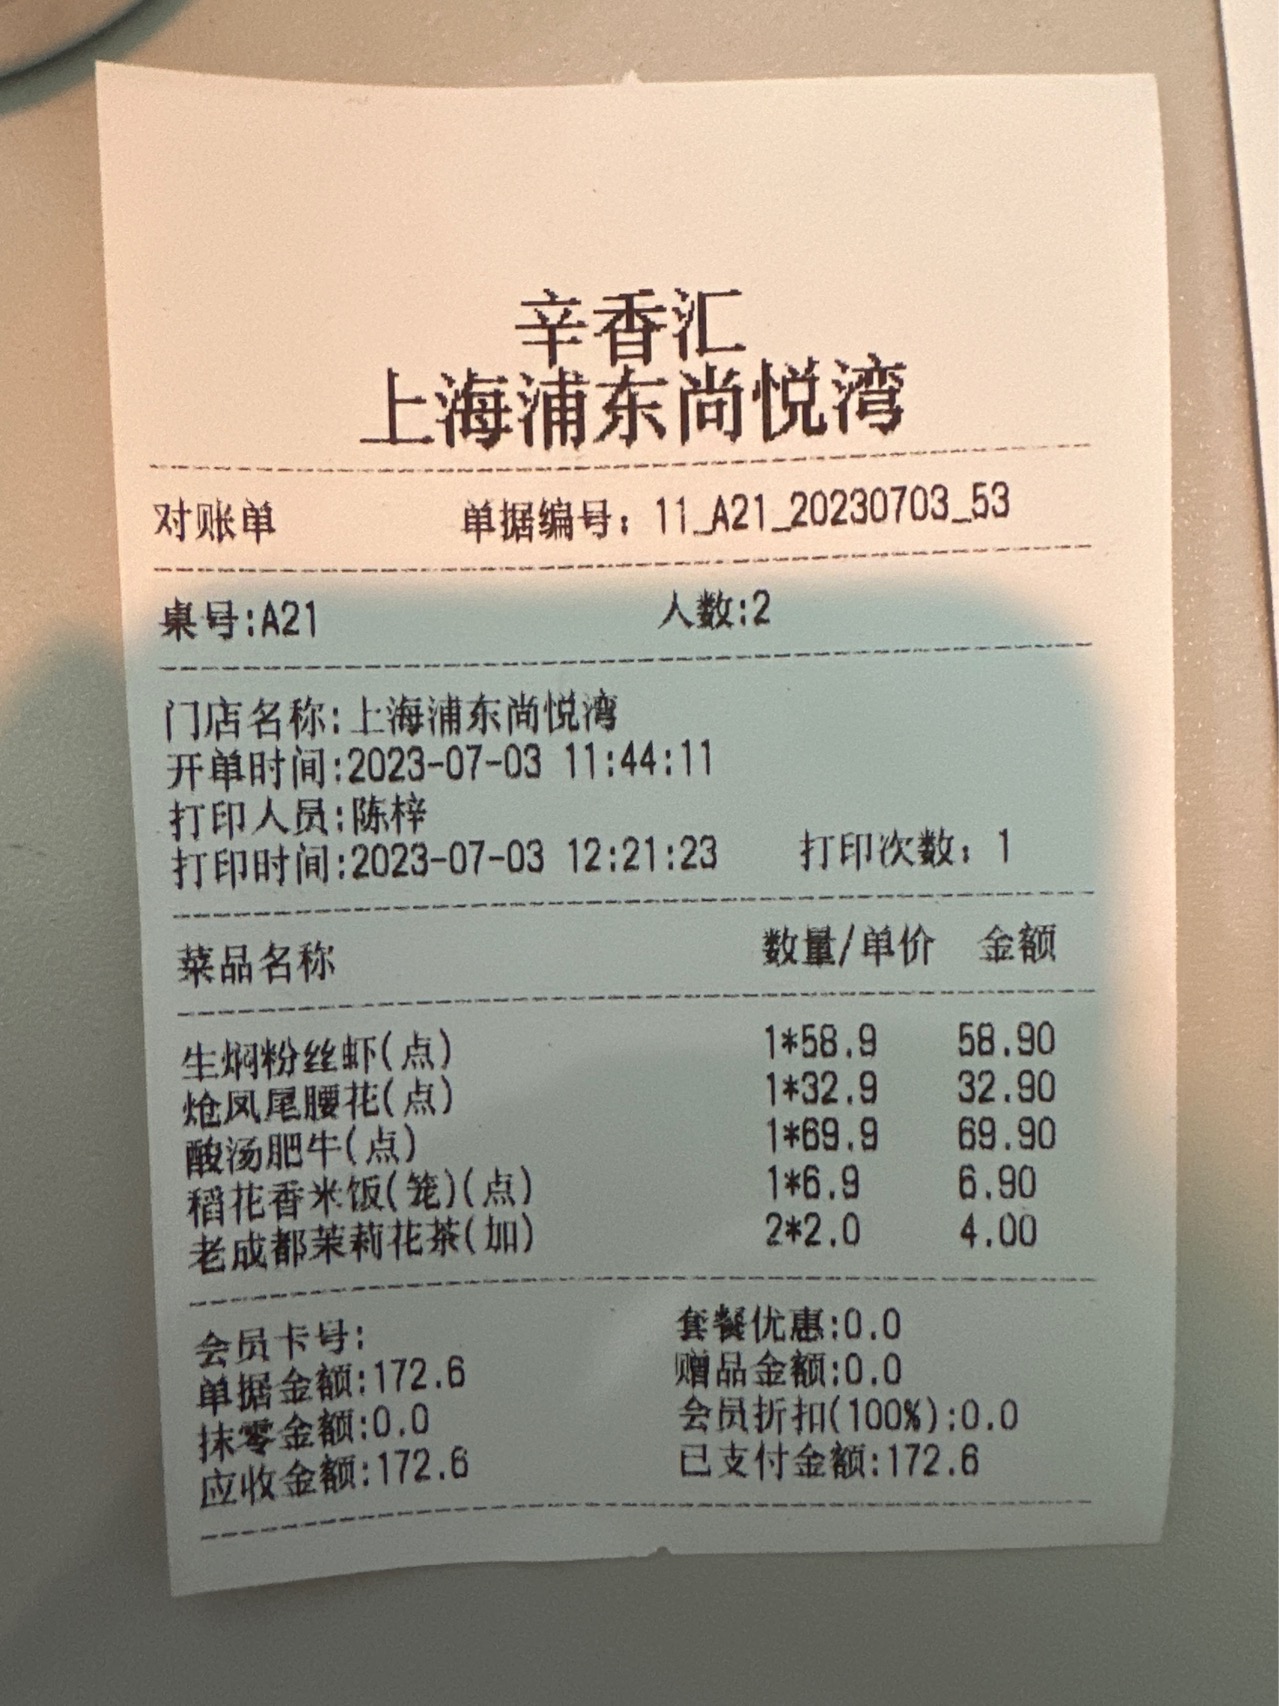 辛香汇
上海浦东尚悦湾
对账单 单据编号：11_A21_20230703_53
桌号:A21 人数:2
门店名称:上海浦东尚悦湾
开单时间:2023-07-03 11:44:11
打印人员:陈梓
打印时间:2023-07-03 12:21:23 打印次数：1
菜品名称 数量/单价 金额
生焖粉丝虾(点) 1*58.9 58.90
炝凤尾腰花(点) 1*32.9 32.90
酸汤肥牛(点) 1*69.9 69.90
稻花香米饭(笼)(点) 1*6.9 6.90
老成都茉莉花茶(加) 2*2.0 4.00
会员卡号: 套餐优惠:0.0
单据金额:172.6 赠品金额:0.0
抹零金额:0.0 会员折扣(100%):0.0
应收金额:172.6 已支付金额:172.6